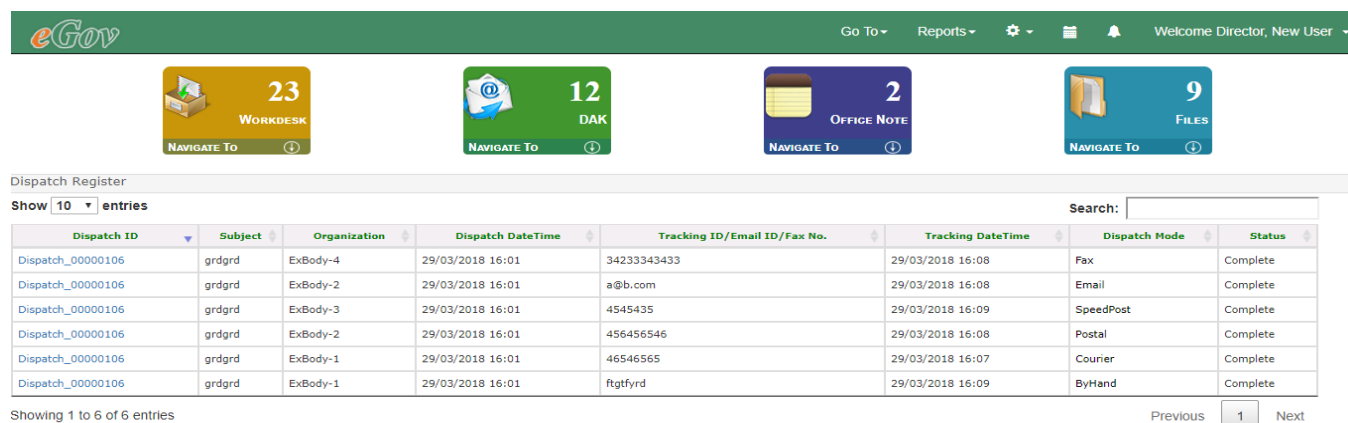 eGov Go To Reports Welcome Director, New User
23 12 2 9
WORKDESK DAK OFFICE NOTE FILES
NAVIGATE TO NAVIGATE TO NAVIGATE TO NAVIGATE TO
Dispatch Register
Show 10 entries Search:
Dispatch ID Subject Organization Dispatch DateTime Tracking ID/Email ID/Fax No. Tracking DateTime Dispatch Mode Status
Dispatch_00000106 grdgrd ExBody-4 29/03/2018 16:01 34233343433 29/03/2018 16:08 Fax Complete
Dispatch_00000106 grdgrd ExBody-2 29/03/2018 16:01 a@b.com 29/03/2018 16:08 Email Complete
Dispatch_00000106 grdgrd ExBody-3 29/03/2018 16:01 4545435 29/03/2018 16:09 SpeedPost Complete
Dispatch_00000106 grdgrd ExBody-2 29/03/2018 16:01 456456546 29/03/2018 16:08 Postal Complete
Dispatch_00000106 grdgrd ExBody-1 29/03/2018 16:01 46546565 29/03/2018 16:07 Courier Complete
Dispatch_00000106 grdgrd ExBody-1 29/03/2018 16:01 ftgtfyrd 29/03/2018 16:09 ByHand Complete
Showing 1 to 6 of 6 entries Previous 1 Next